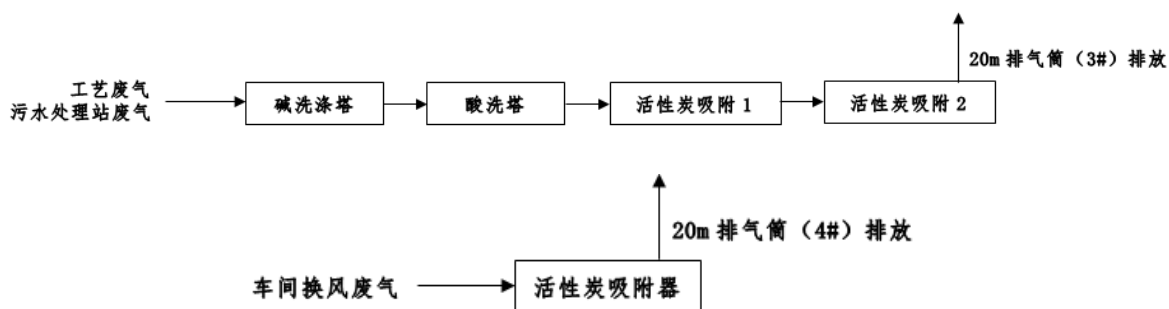 20m 排气筒（3#）排放
工艺废气
污水处理站废气
碱洗涤塔
酸洗塔
活性炭吸附 1
活性炭吸附 2
20m 排气筒（4#）排放
车间换风废气
活性炭吸附器